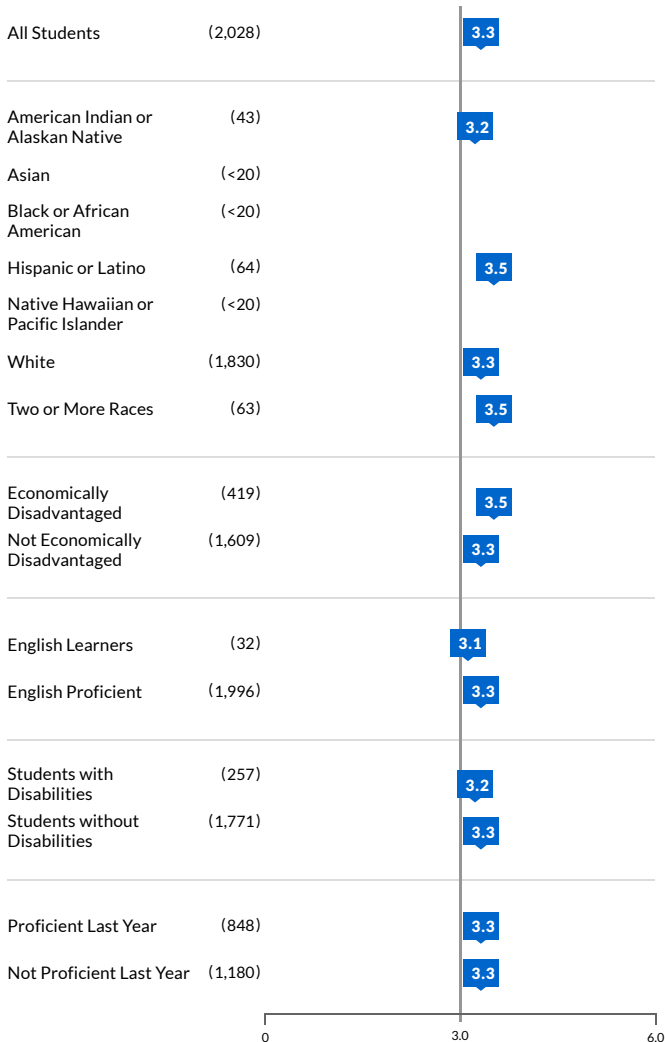 All Students (2,028) 3.3
American Indian or (43)
Alaskan Native 3.2
Asian (<20)
Black or African (<20)
American
Hispanic or Latino (64) 3.5
Native Hawaiian or (<20)
Pacific Islander
White (1,830) 3.3
Two or More Races (63) 3.5
Economically (419)
Disadvantaged 3.5
Not Economically (1,609)
Disadvantaged 3.3
English Learners (32) 3.1
English Proficient (1,996) 3.3
Students with (257)
Disabilities 3.2
Students without (1,771)
Disabilities 3.3
Proficient Last Year (848) 3.3
Not Proficient Last Year (1,180) 3.3
0 3.0 6.0